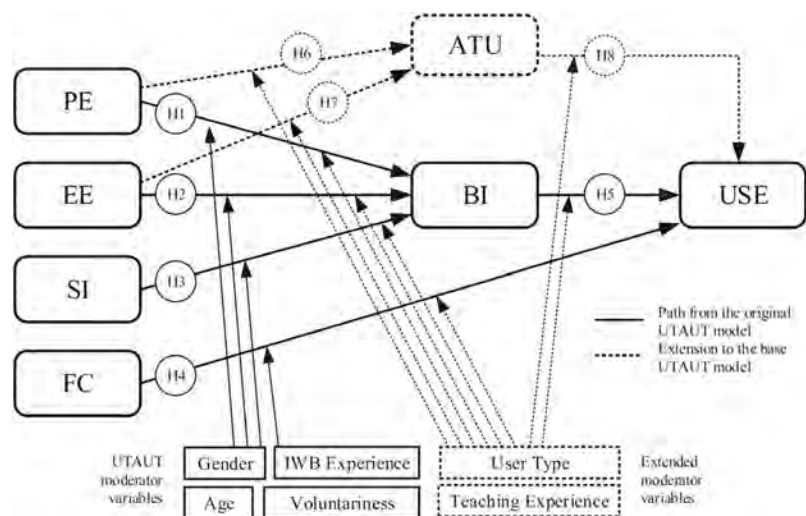 H6
ATU
H8
PE
H7
H1
EE
H2
BI
H5
USE
SI
H3
Path from the original
UTAUT model
Extension to the base
UTAUT model
FC
H4
UTAUT
moderator
variables
Gender
IWB Experience
Age
Voluntariness
User Type
Teaching Experience
Extended
moderator
variables